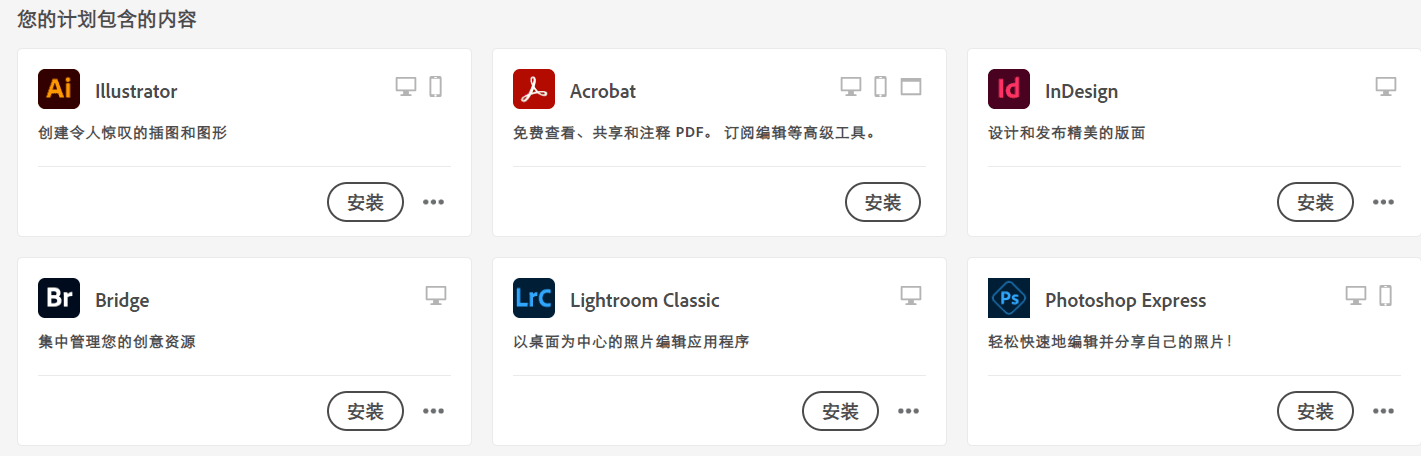 您的计划包含的内容
Ai Illustrator
创建令人惊叹的插图和图形
安装
Acrobat
免费查看、共享和注释 PDF。 订阅编辑等高级工具。
安装
Id InDesign
设计和发布精美的版面
安装
Br Bridge
集中管理您的创意资源
安装
LrC Lightroom Classic
以桌面为中心的照片编辑应用程序
安装
Ps Photoshop Express
轻松快速地编辑并分享自己的照片!
安装